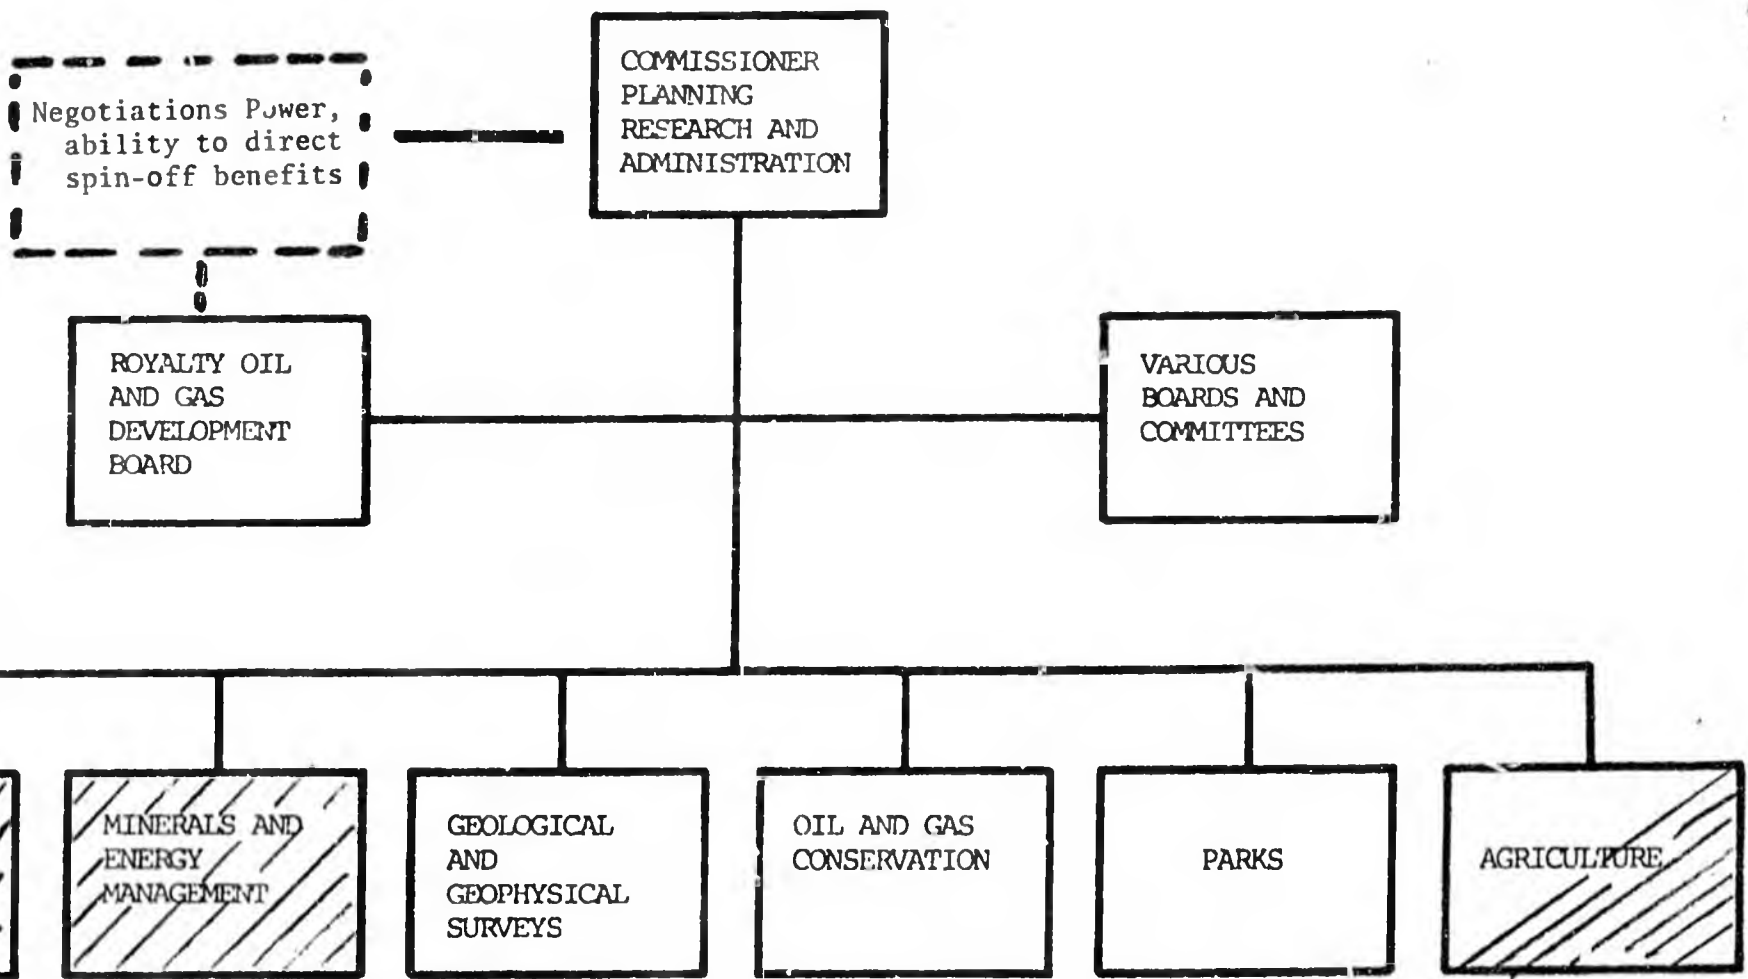 COMMISSIONER
PLANNING
RESEARCH AND
ADMINISTRATION
Negotiations Power,
ability to direct
spin-off benefits
ROYALTY OIL
AND GAS
DEVELOPMENT
BOARD
VARIOUS
BOARDS AND
COMMITTEES
MINERALS AND
ENERGY
MANAGEMENT
GEOLOGICAL
AND
GEOPHYSICAL
SURVEYS
OIL AND GAS
CONSERVATION
PARKS
AGRICULTURE